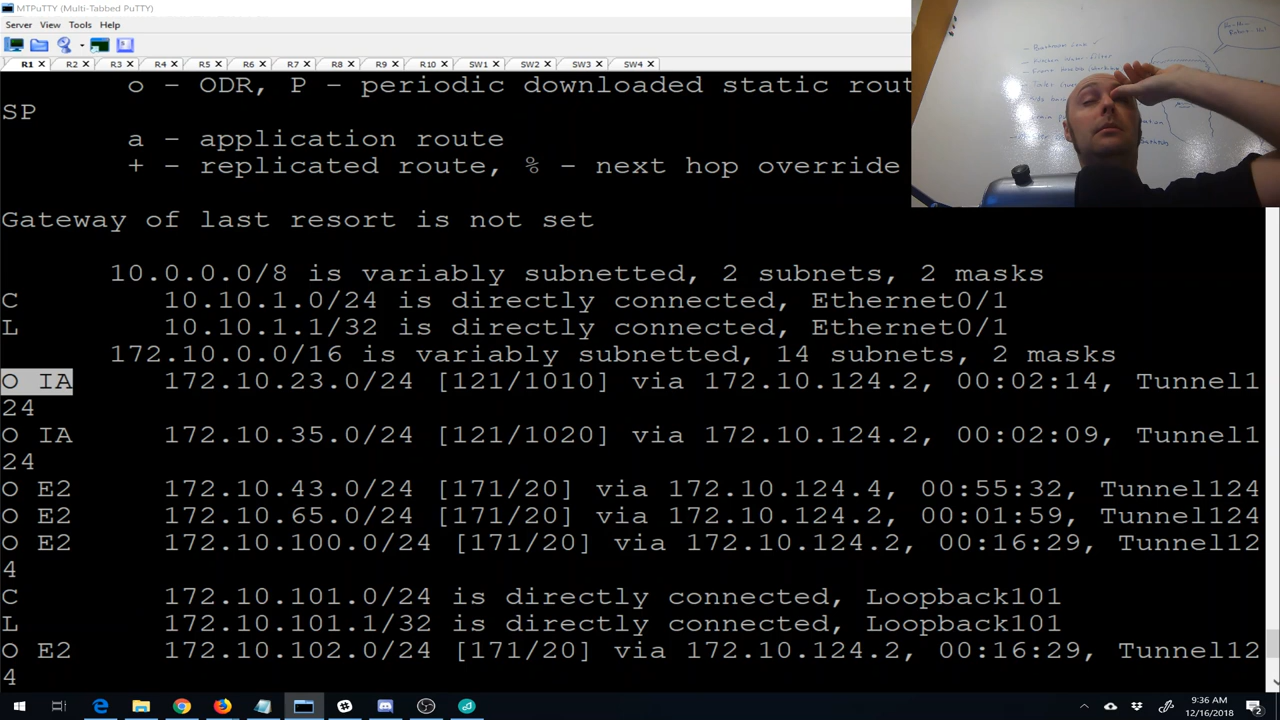 MTPuTTY (Multi-Tabbed PuTTY)
Server View Tools Help
R1 R2 R3 R4 R5 R6 R7 R8 R9 R10 SW1 SW2 SW3 SW4
o - ODR, P - periodic downloaded static rout
SP
a - application route
+ - replicated route, % - next hop override
Gateway of last resort is not set
10.0.0.0/8 is variably subnetted, 2 subnets, 2 masks
C 10.10.1.0/24 is directly connected, Ethernet0/1
L 10.10.1.1/32 is directly connected, Ethernet0/1
172.10.0.0/16 is variably subnetted, 14 subnets, 2 masks
O IA 172.10.23.0/24 [121/1010] via 172.10.124.2, 00:02:14, Tunnel1
24
O IA 172.10.35.0/24 [121/1020] via 172.10.124.2, 00:02:09, Tunnel1
24
O E2 172.10.43.0/24 [171/20] via 172.10.124.4, 00:55:32, Tunnel124
O E2 172.10.65.0/24 [171/20] via 172.10.124.2, 00:01:59, Tunnel124
O E2 172.10.100.0/24 [171/20] via 172.10.124.2, 00:16:29, Tunnel12
4
C 172.10.101.0/24 is directly connected, Loopback101
L 172.10.101.1/32 is directly connected, Loopback101
O E2 172.10.102.0/24 [171/20] via 172.10.124.2, 00:16:29, Tunnel12
4
9:36 AM
12/16/2018
2